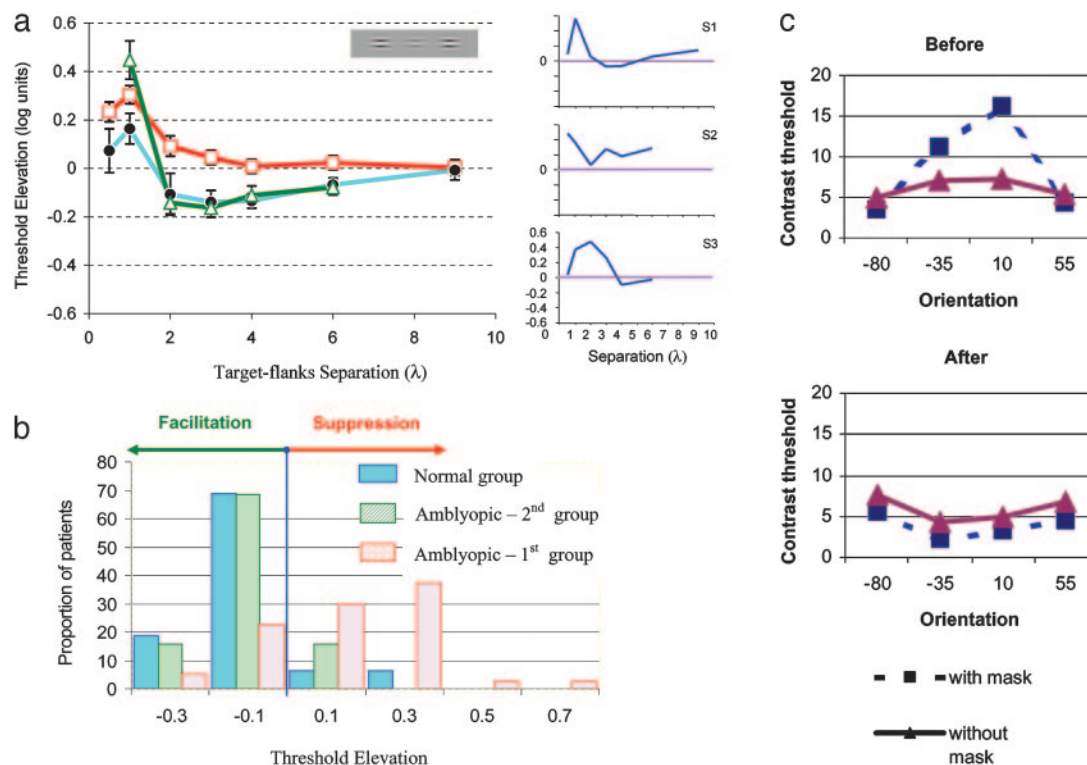 a
Threshold Elevation (log units)
0.6
0.4
0.2
0
-0.2
-0.4
-0.6
0 2 4 6 8 10
Target-flanks Separation (λ)
S1
0
S2
0
S3
0.6
0.4
0.2
0
-0.2
-0.4
-0.6
0 1 2 3 4 5 6 7 8 9 10
Separation (λ)
b
Facilitation Suppression
Proportion of patients
80
70
60
50
40
30
20
10
0
Normal group
Amblyopic – 2nd group
Amblyopic – 1st group
-0.3 -0.1 0.1 0.3 0.5 0.7
Threshold Elevation
c
Before
Contrast threshold
20
15
10
5
0
-80 -35 10 55
Orientation
After
Contrast threshold
20
15
10
5
0
-80 -35 10 55
Orientation
with mask
without
mask